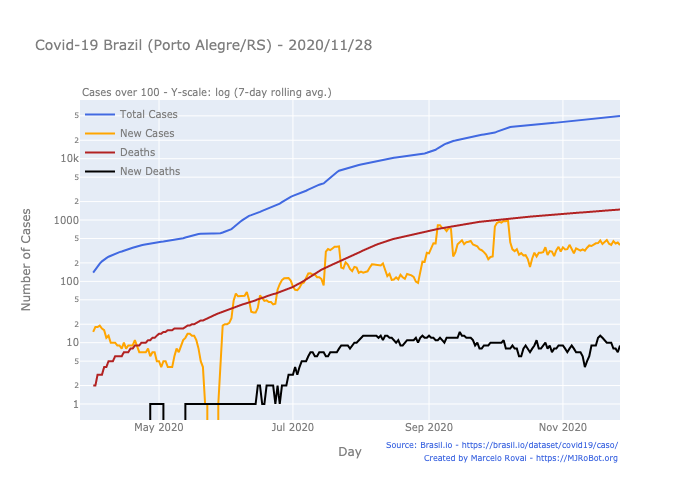 Covid-19 Brazil (Porto Alegre/RS) - 2020/11/28
Cases over 100 - Y-scale: log (7-day rolling avg.)
Total Cases
New Cases
Deaths
New Deaths
5
2
10k
5
2
1000
5
2
100
5
2
10
5
2
1
Number of Cases
May 2020
Jul 2020
Sep 2020
Nov 2020
Day
Source: Brasil.io - https://brasil.io/dataset/covid19/caso/
Created by Marcelo Rovai - https://MJRoBot.org